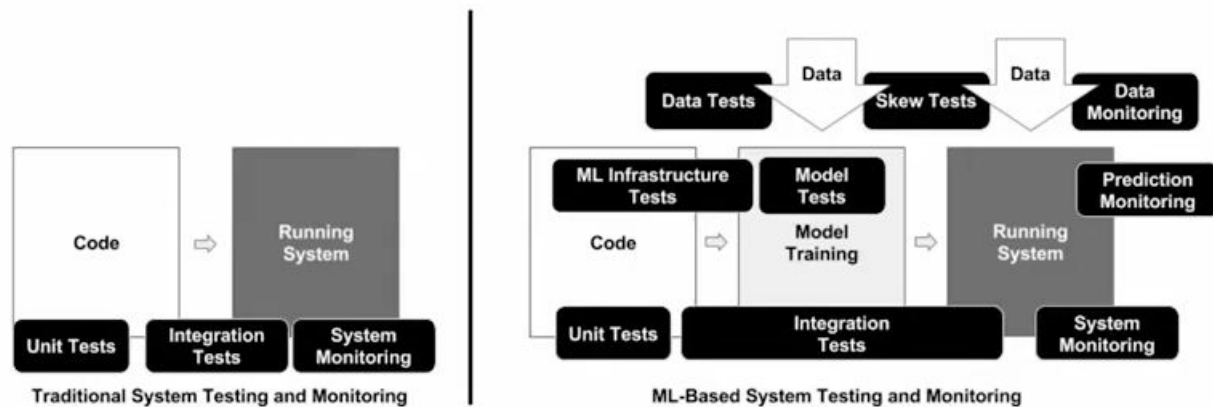 Code
Running
System
Unit Tests
Integration
Tests
System
Monitoring
Traditional System Testing and Monitoring
Data
Data
Data Tests
Skew Tests
Data
Monitoring
ML Infrastructure
Tests
Model
Tests
Prediction
Monitoring
Code
Model
Training
Running
System
Unit Tests
Integration
Tests
System
Monitoring
ML-Based System Testing and Monitoring